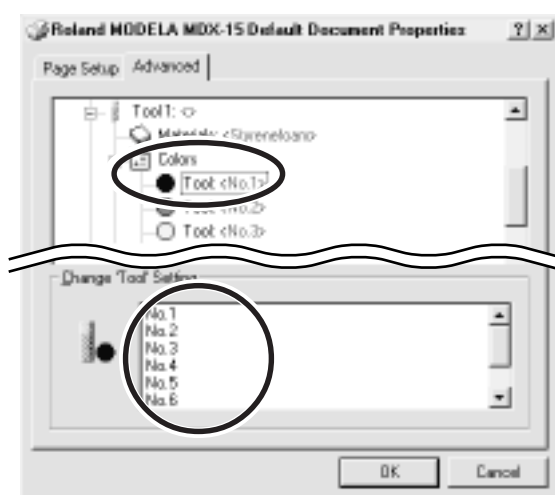 Roland MODELA MDX-15 Default Document Properties
Page Setup Advanced
Tool1: <>
Materials: <Styreneloano>
Colors
Tool: <No.1>
Tool: <No.2>
Tool: <No.3>
Change 'Tool' Setting
No.1
No.2
No.3
No.4
No.5
No.6
OK Cancel